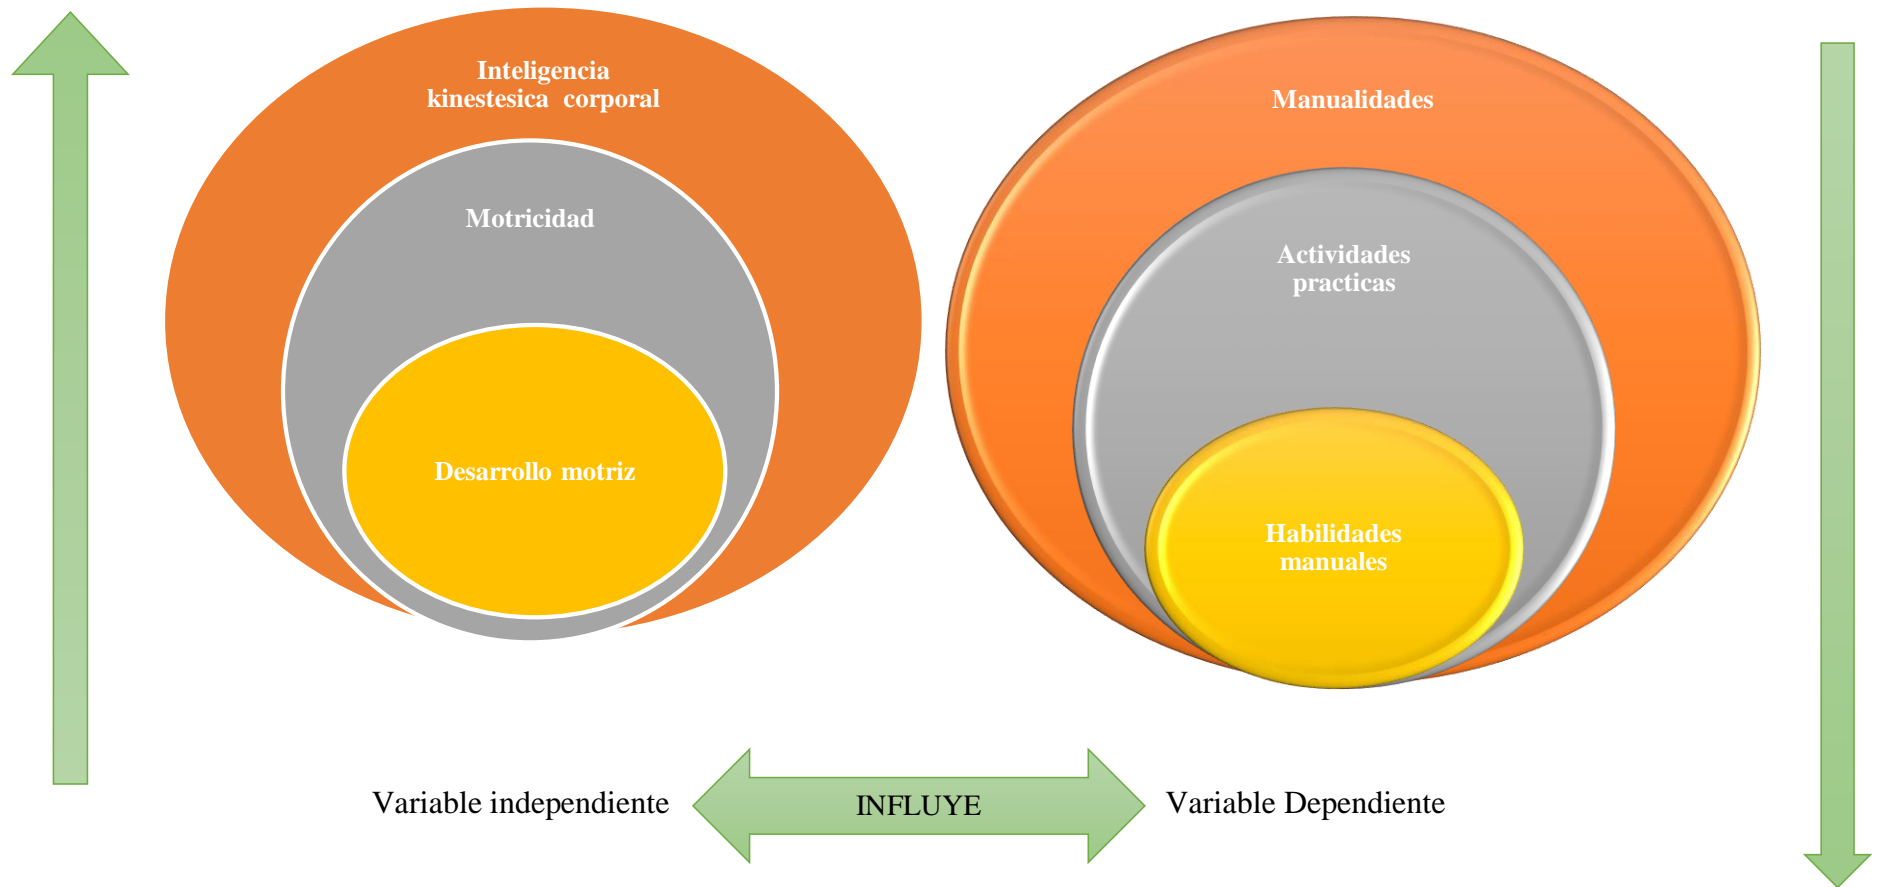 Inteligencia
kinestesica corporal
Motricidad
Desarrollo motriz
Manualidades
Actividades
practicas
Habilidades
manuales
Variable independiente
INFLUYE
Variable Dependiente